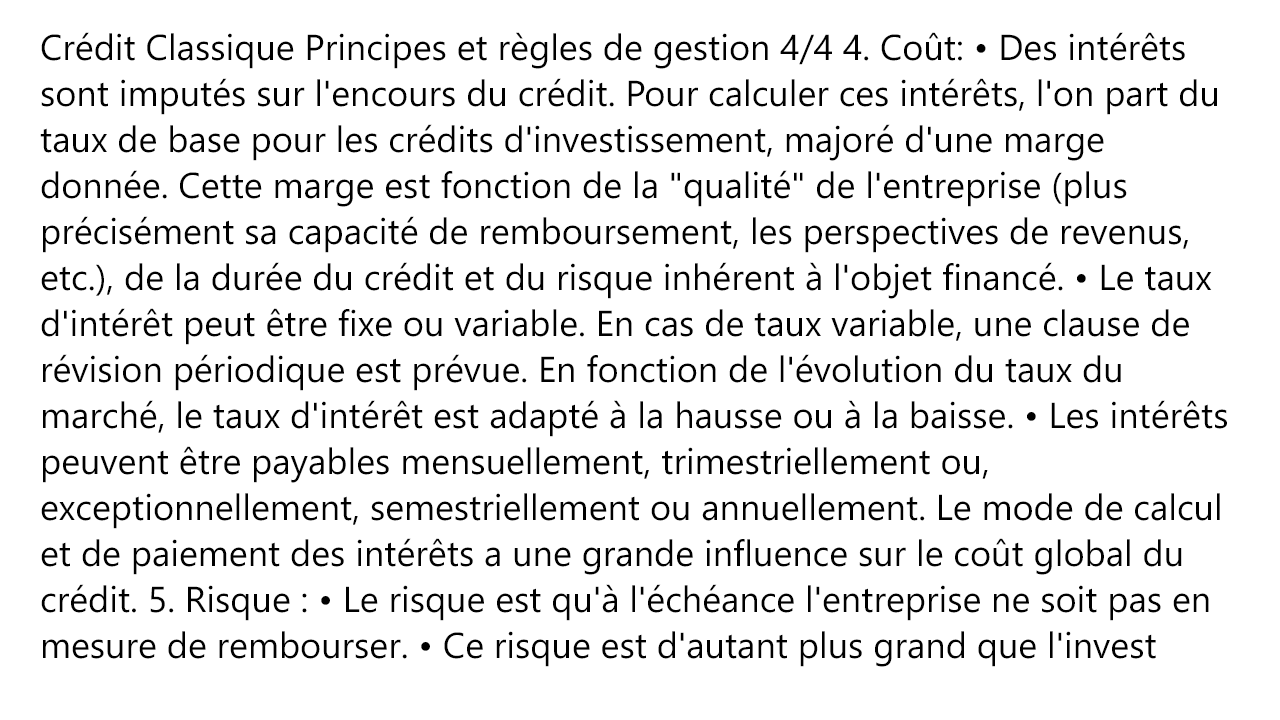 Crédit Classique Principes et règles de gestion 4/4 4. Coût: • Des intérêts
sont imputés sur l'encours du crédit. Pour calculer ces intérêts, l'on part du
taux de base pour les crédits d'investissement, majoré d'une marge
donnée. Cette marge est fonction de la "qualité" de l'entreprise (plus
précisément sa capacité de remboursement, les perspectives de revenus,
etc.), de la durée du crédit et du risque inhérent à l'objet financé. • Le taux
d'intérêt peut être fixe ou variable. En cas de taux variable, une clause de
révision périodique est prévue. En fonction de l'évolution du taux du
marché, le taux d'intérêt est adapté à la hausse ou à la baisse. • Les intérêts
peuvent être payables mensuellement, trimestriellement ou,
exceptionnellement, semestriellement ou annuellement. Le mode de calcul
et de paiement des intérêts a une grande influence sur le coût global du
crédit. 5. Risque : • Le risque est qu'à l'échéance l'entreprise ne soit pas en
mesure de rembourser. • Ce risque est d'autant plus grand que l'invest